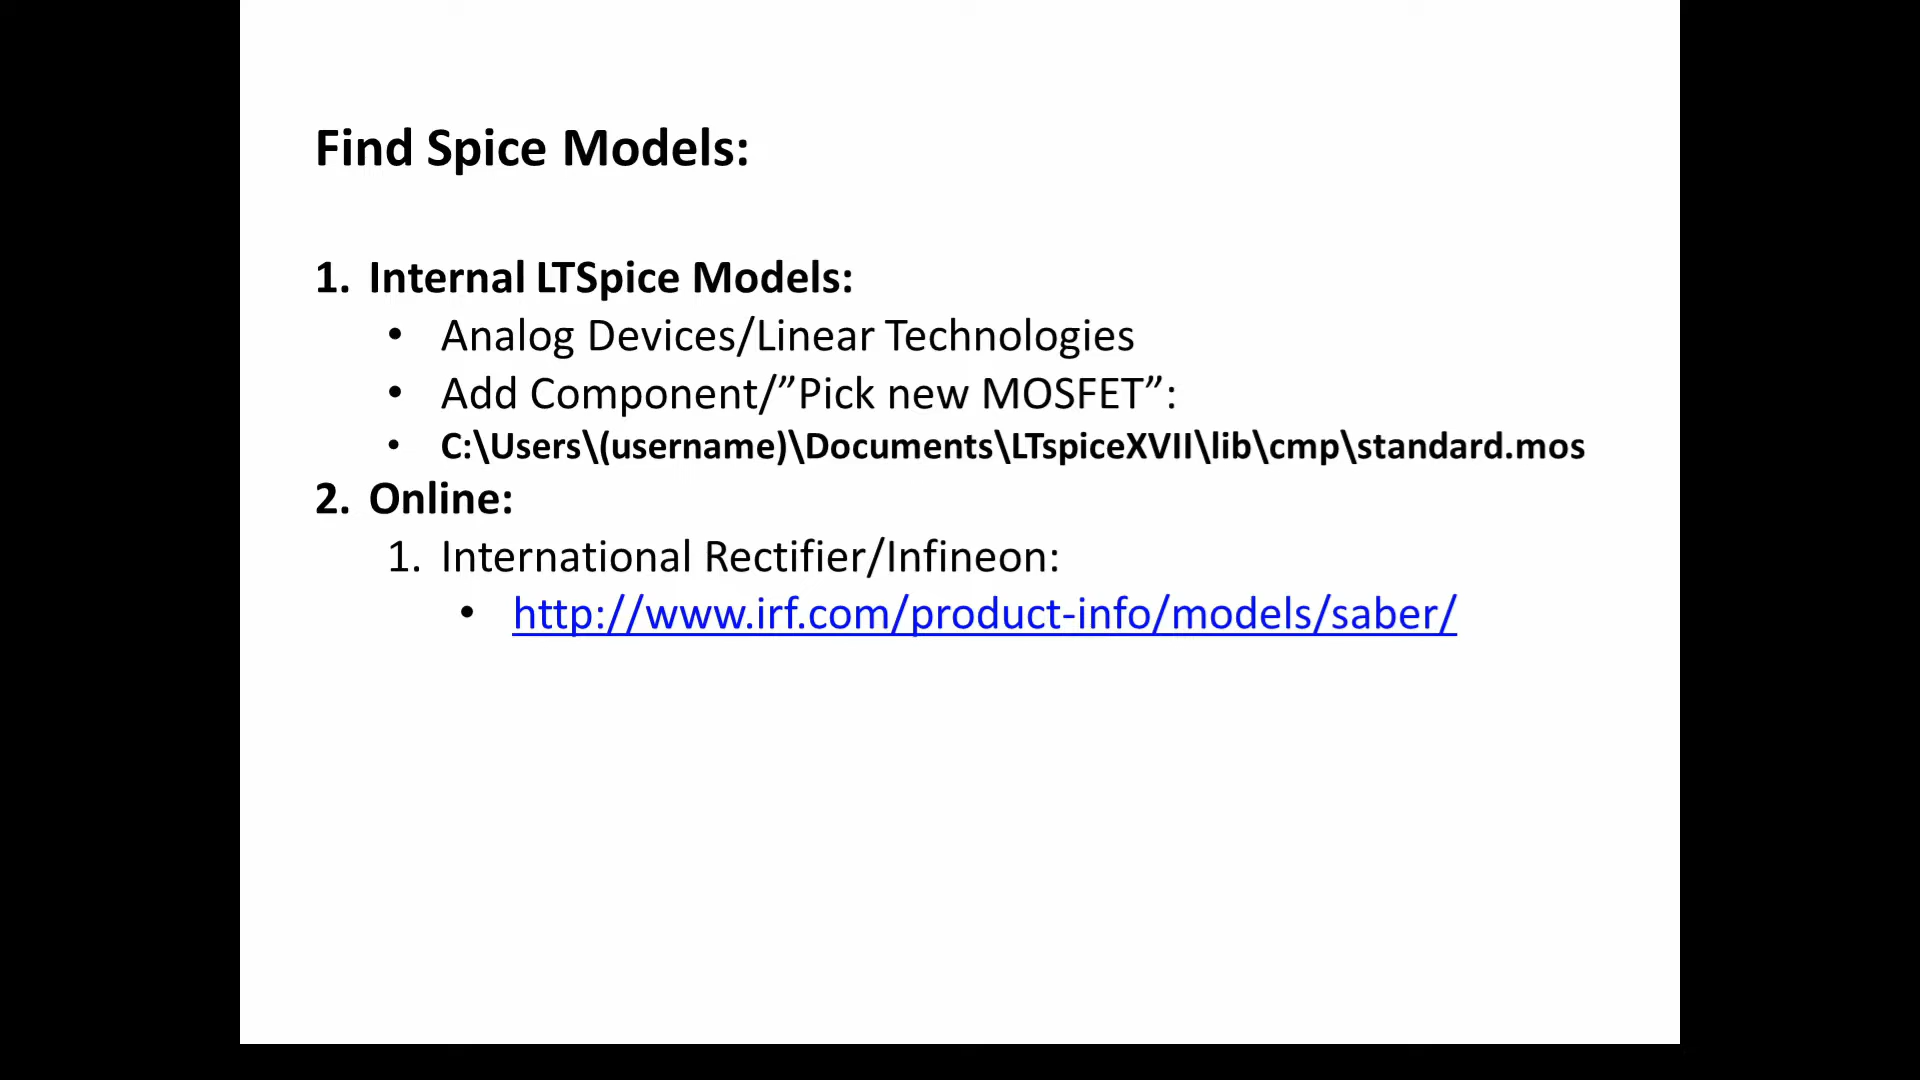 Find Spice Models:
1. Internal LTSpice Models:
• Analog Devices/Linear Technologies
• Add Component/”Pick new MOSFET”:
• C:\Users\(username)\Documents\LTspiceXVII\lib\cmp\standard.mos
2. Online:
1. International Rectifier/Infineon:
• http://www.irf.com/product-info/models/saber/